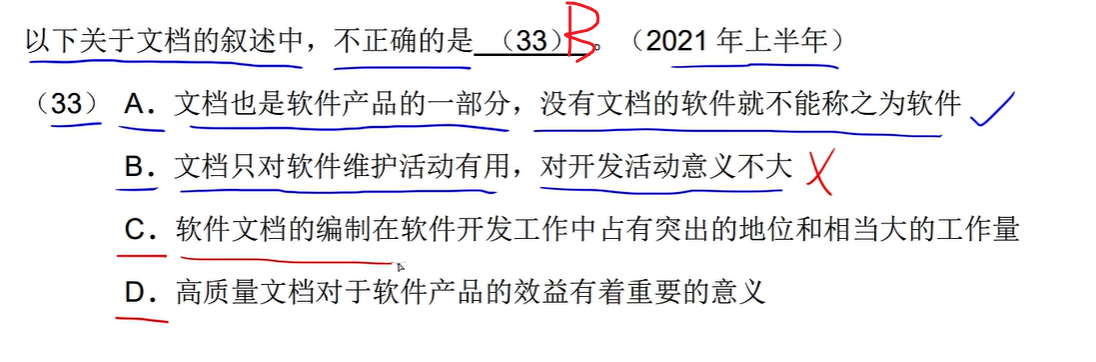 以下关于文档的叙述中，不正确的是（33）B。（2021 年上半年）
（33）A．文档也是软件产品的一部分，没有文档的软件就不能称之为软件
B．文档只对软件维护活动有用，对开发活动意义不大
C．软件文档的编制在软件开发工作中占有突出的地位和相当大的工作量
D．高质量文档对于软件产品的效益有着重要的意义